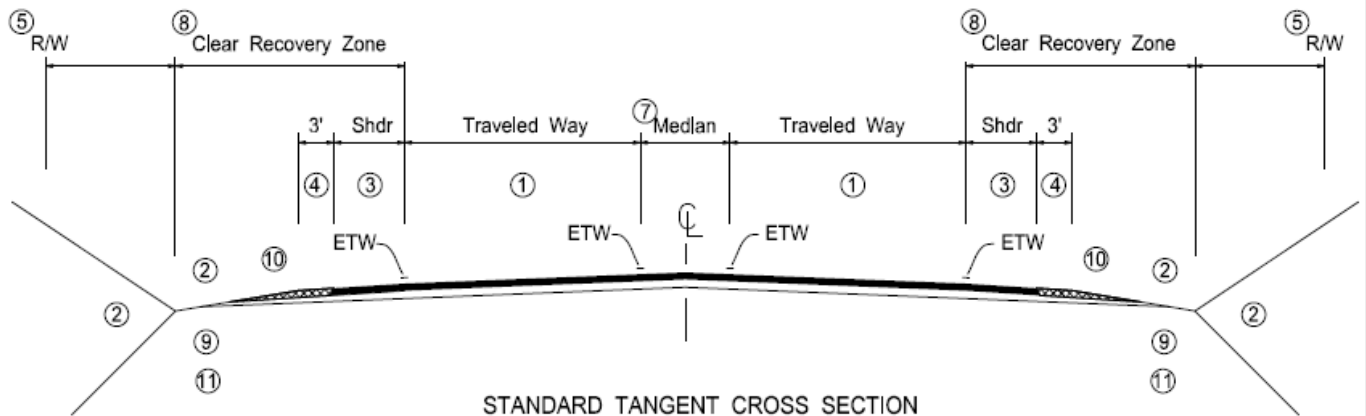 ⑤ ⑧ ⑧ ⑤
R/W Clear Recovery Zone Clear Recovery Zone R/W
⑦
3' Shdr Traveled Way Medlan Traveled Way Shdr 3'
④ ③ ① ① ③ ④
CL
ETW ETW ETW ETW
② ⑩ ⑩ ②
② ②
⑨ ⑨
⑪ ⑪
STANDARD TANGENT CROSS SECTION